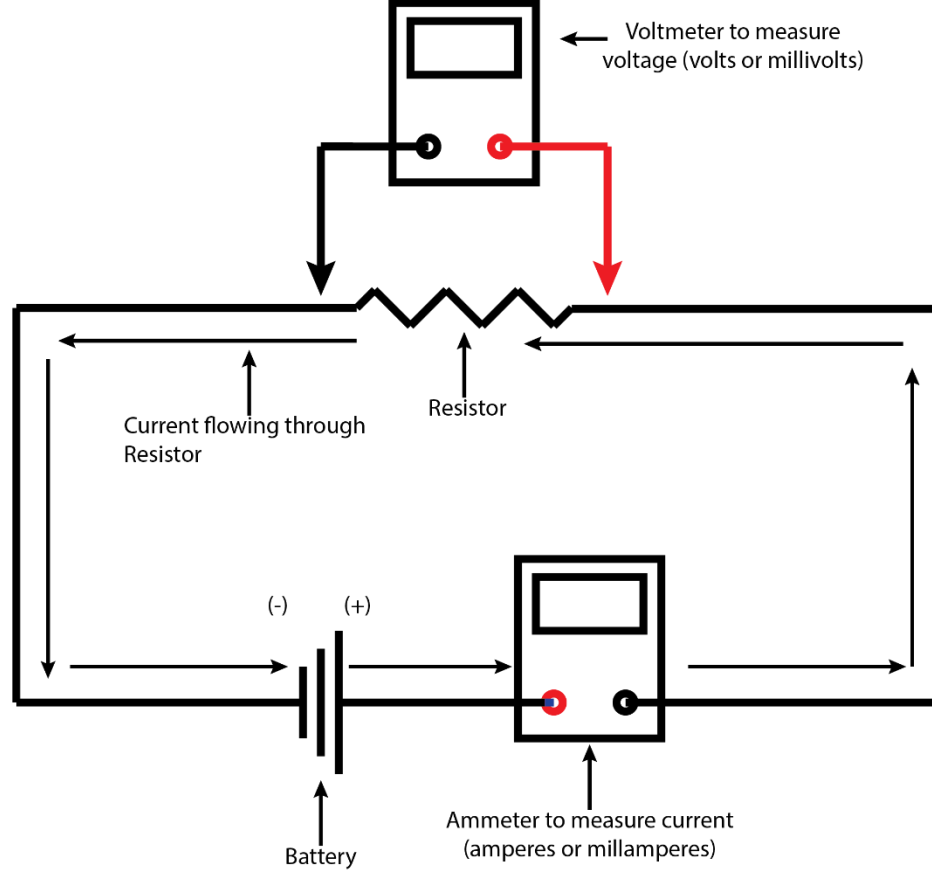 Voltmeter to measure
voltage (volts or millivolts)
Resistor
Current flowing through
Resistor
(-)
(+)
Ammeter to measure current
(amperes or millamperes)
Battery